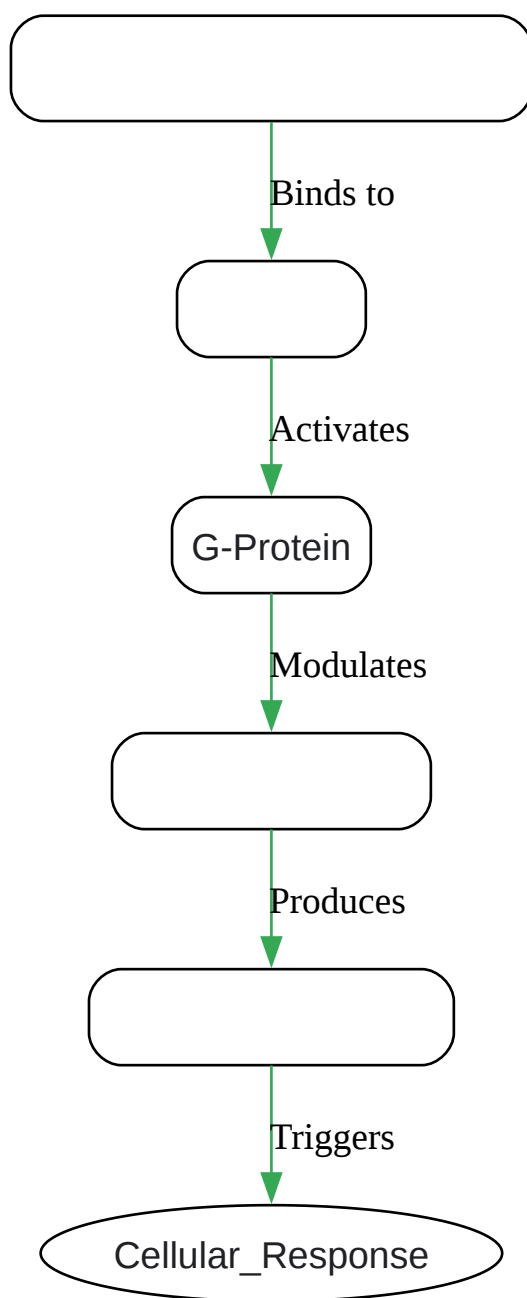 Binds to
Activates
G-Protein
Modulates
Produces
Triggers
Cellular_Response